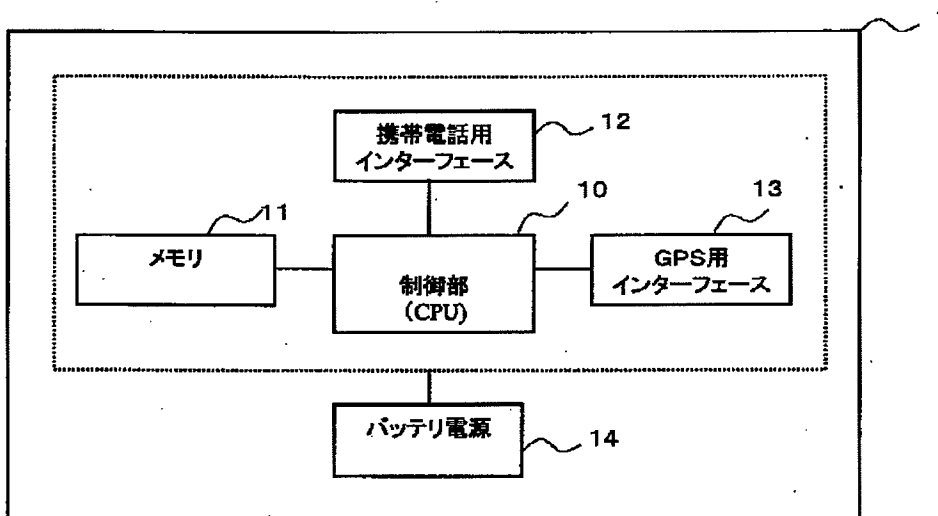 携帯電話用
インターフェース
12
10
13
11
メモリ
制御部
(CPU)
GPS用
インターフェース
バッテリ電源
14